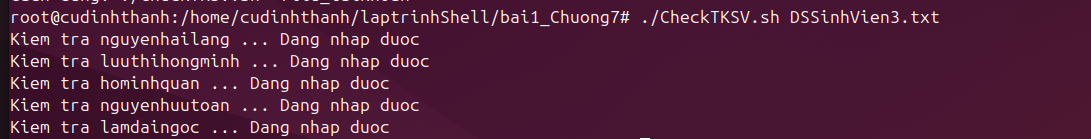 root@cudinhthanh:/home/cudinhthanh/laptrinhShell/bai1_Chuong7# ./CheckTKSV.sh DSSinhVien3.txt
Kiem tra nguyenhailang ... Dang nhap duoc
Kiem tra luuthihongminh ... Dang nhap duoc
Kiem tra hominhquan ... Dang nhap duoc
Kiem tra nguyenhuutoan ... Dang nhap duoc
Kiem tra lamdaingoc ... Dang nhap duoc